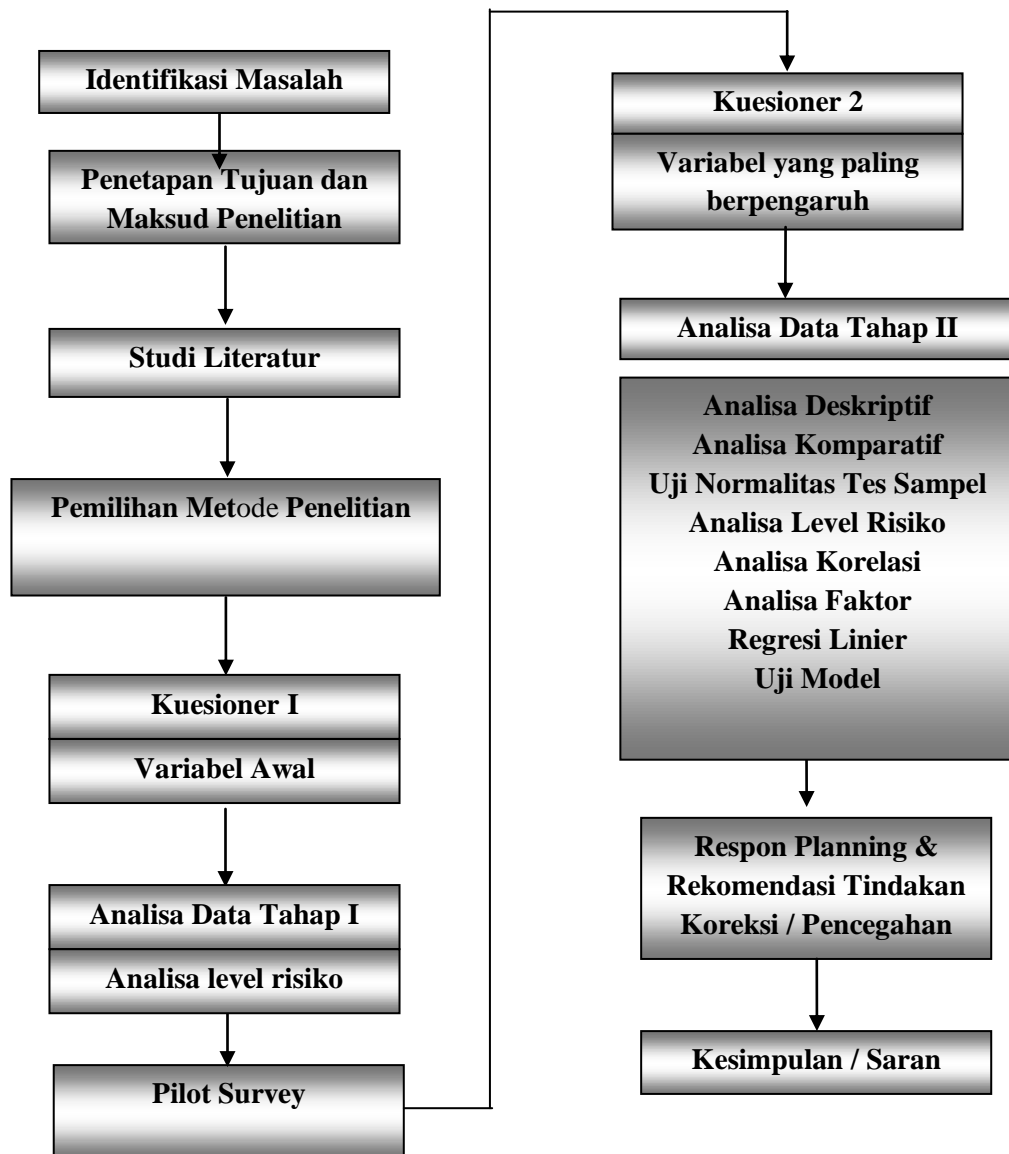 Identifikasi Masalah
Penetapan Tujuan dan
Maksud Penelitian
Studi Literatur
Pemilihan Metode Penelitian
Kuesioner I
Variabel Awal
Analisa Data Tahap I
Analisa level risiko
Pilot Survey
Kuesioner 2
Variabel yang paling
berpengaruh
Analisa Data Tahap II
Analisa Deskriptif
Analisa Komparatif
Uji Normalitas Tes Sampel
Analisa Level Risiko
Analisa Korelasi
Analisa Faktor
Regresi Linier
Uji Model
Respon Planning &
Rekomendasi Tindakan
Koreksi / Pencegahan
Kesimpulan / Saran